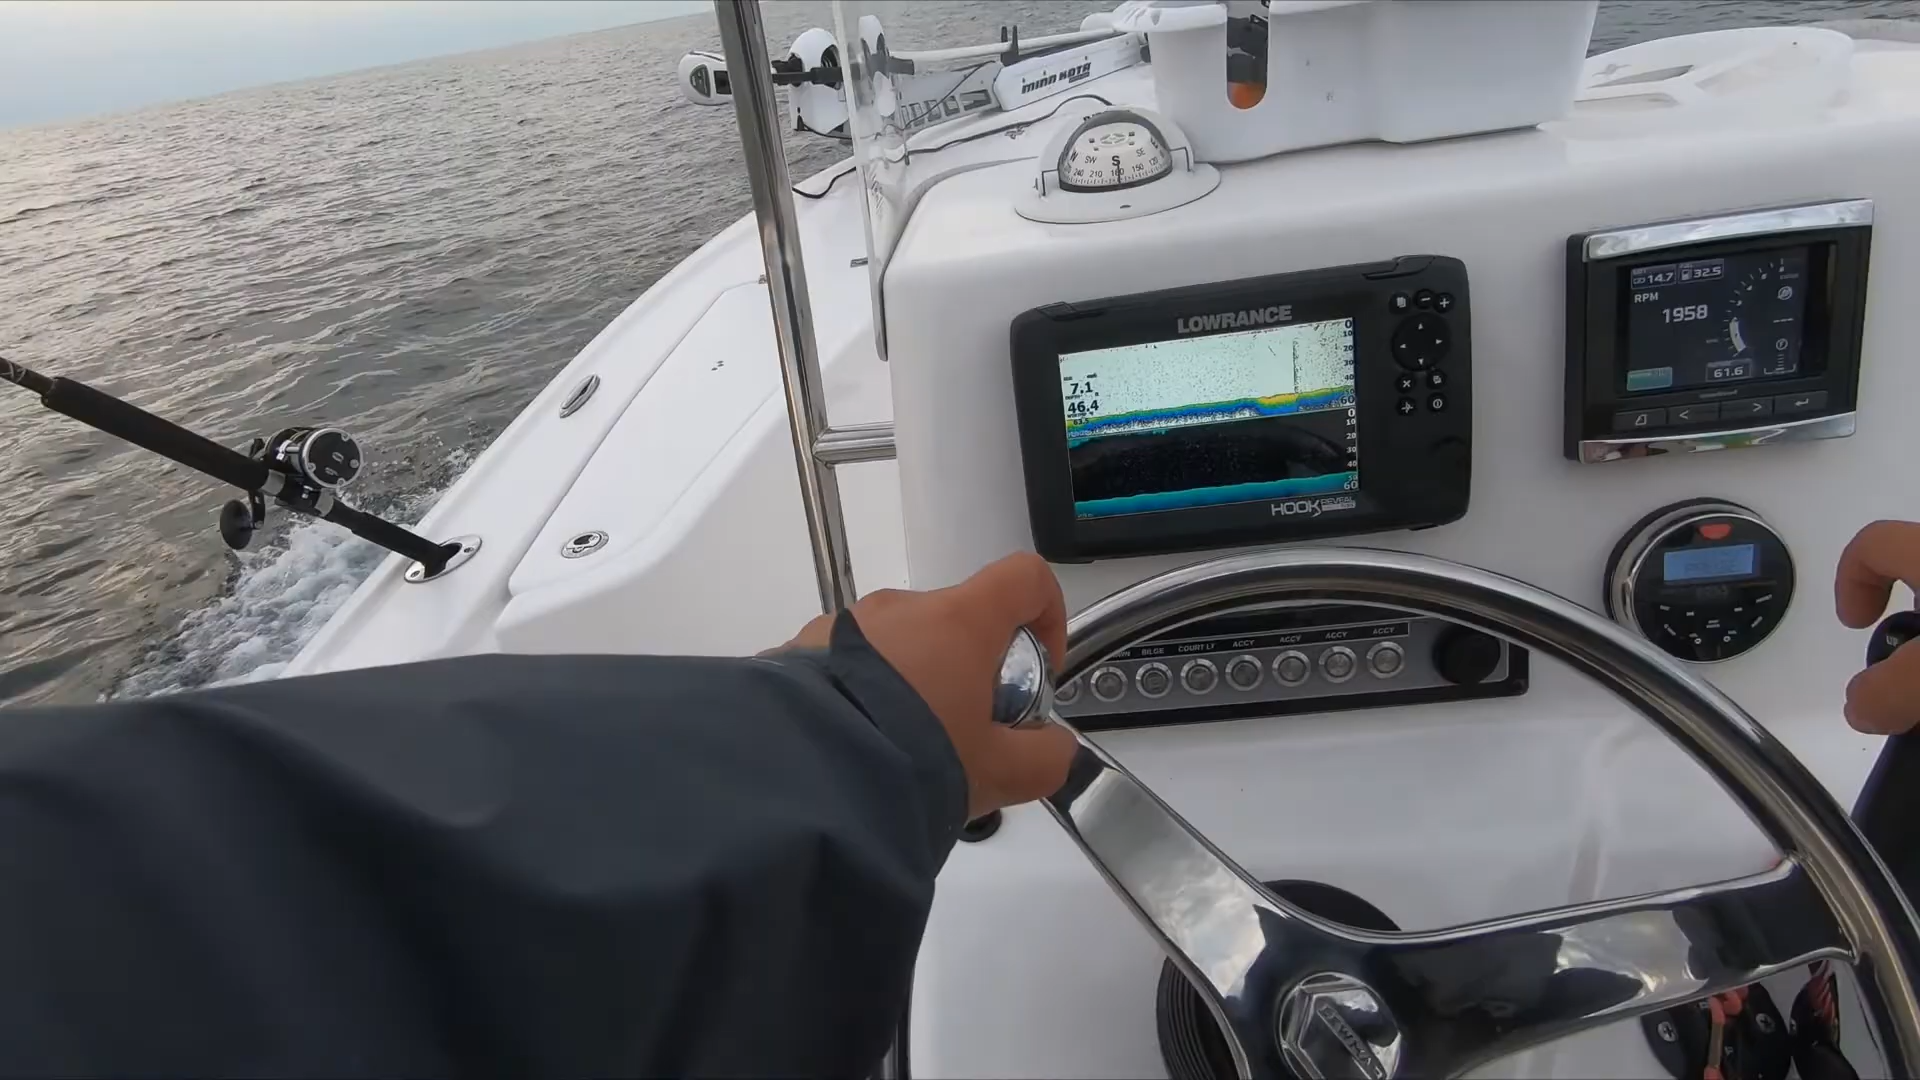 MINN KOTA
N
SW
S
SE
E
240
210
180
150
120
LOWRANCE
0
10
20
30
40
60
7.1
46.4
0
10
20
30
40
50
60
HOOK REVEAL
14.7
32.5
RPM
1958
61.6
BILGE
COURT LT
ACCY
ACCY
ACCY
ACCY
UP